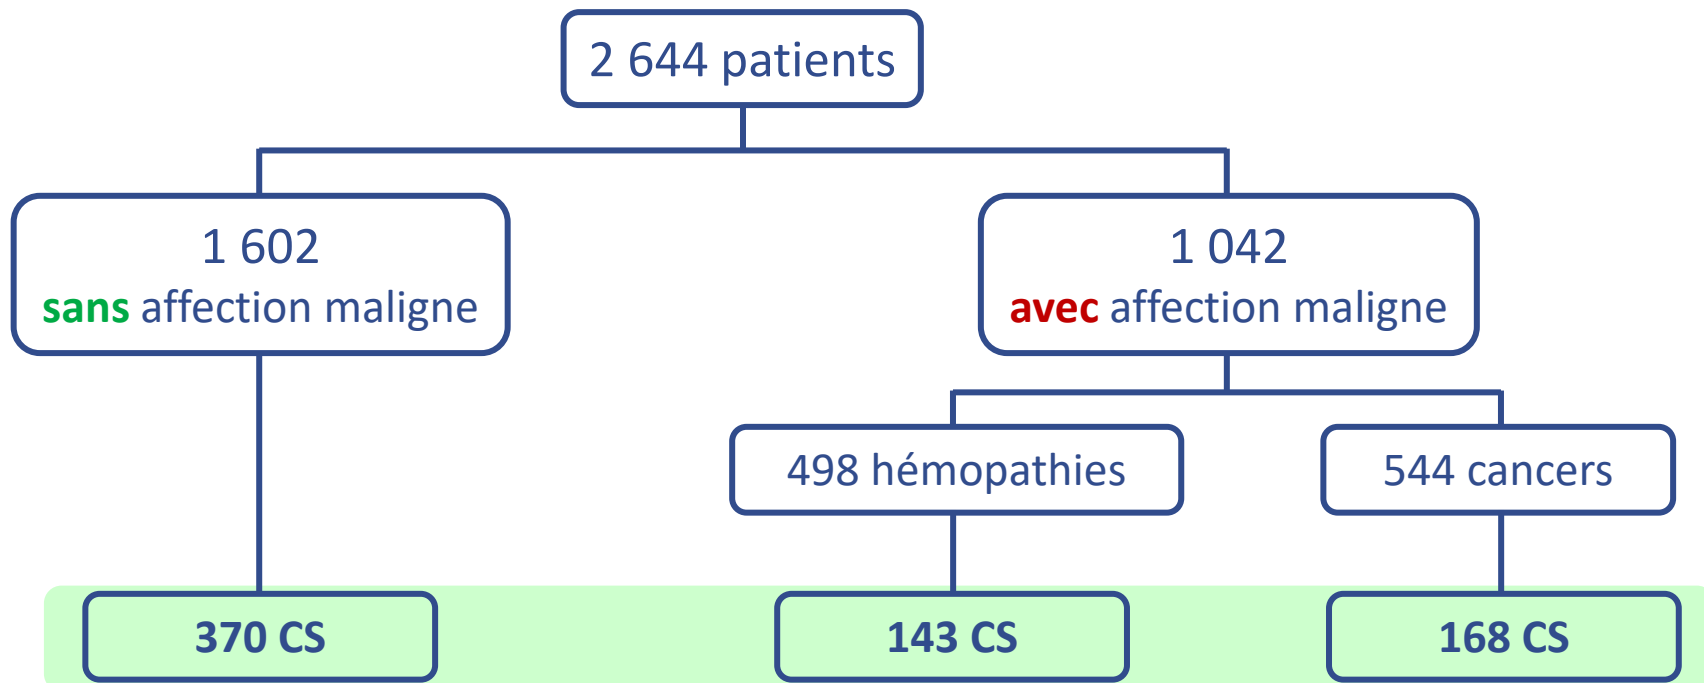 2 644 patients
1 602
sans affection maligne
1 042
avec affection maligne
498 hémopathies
544 cancers
370 CS
143 CS
168 CS